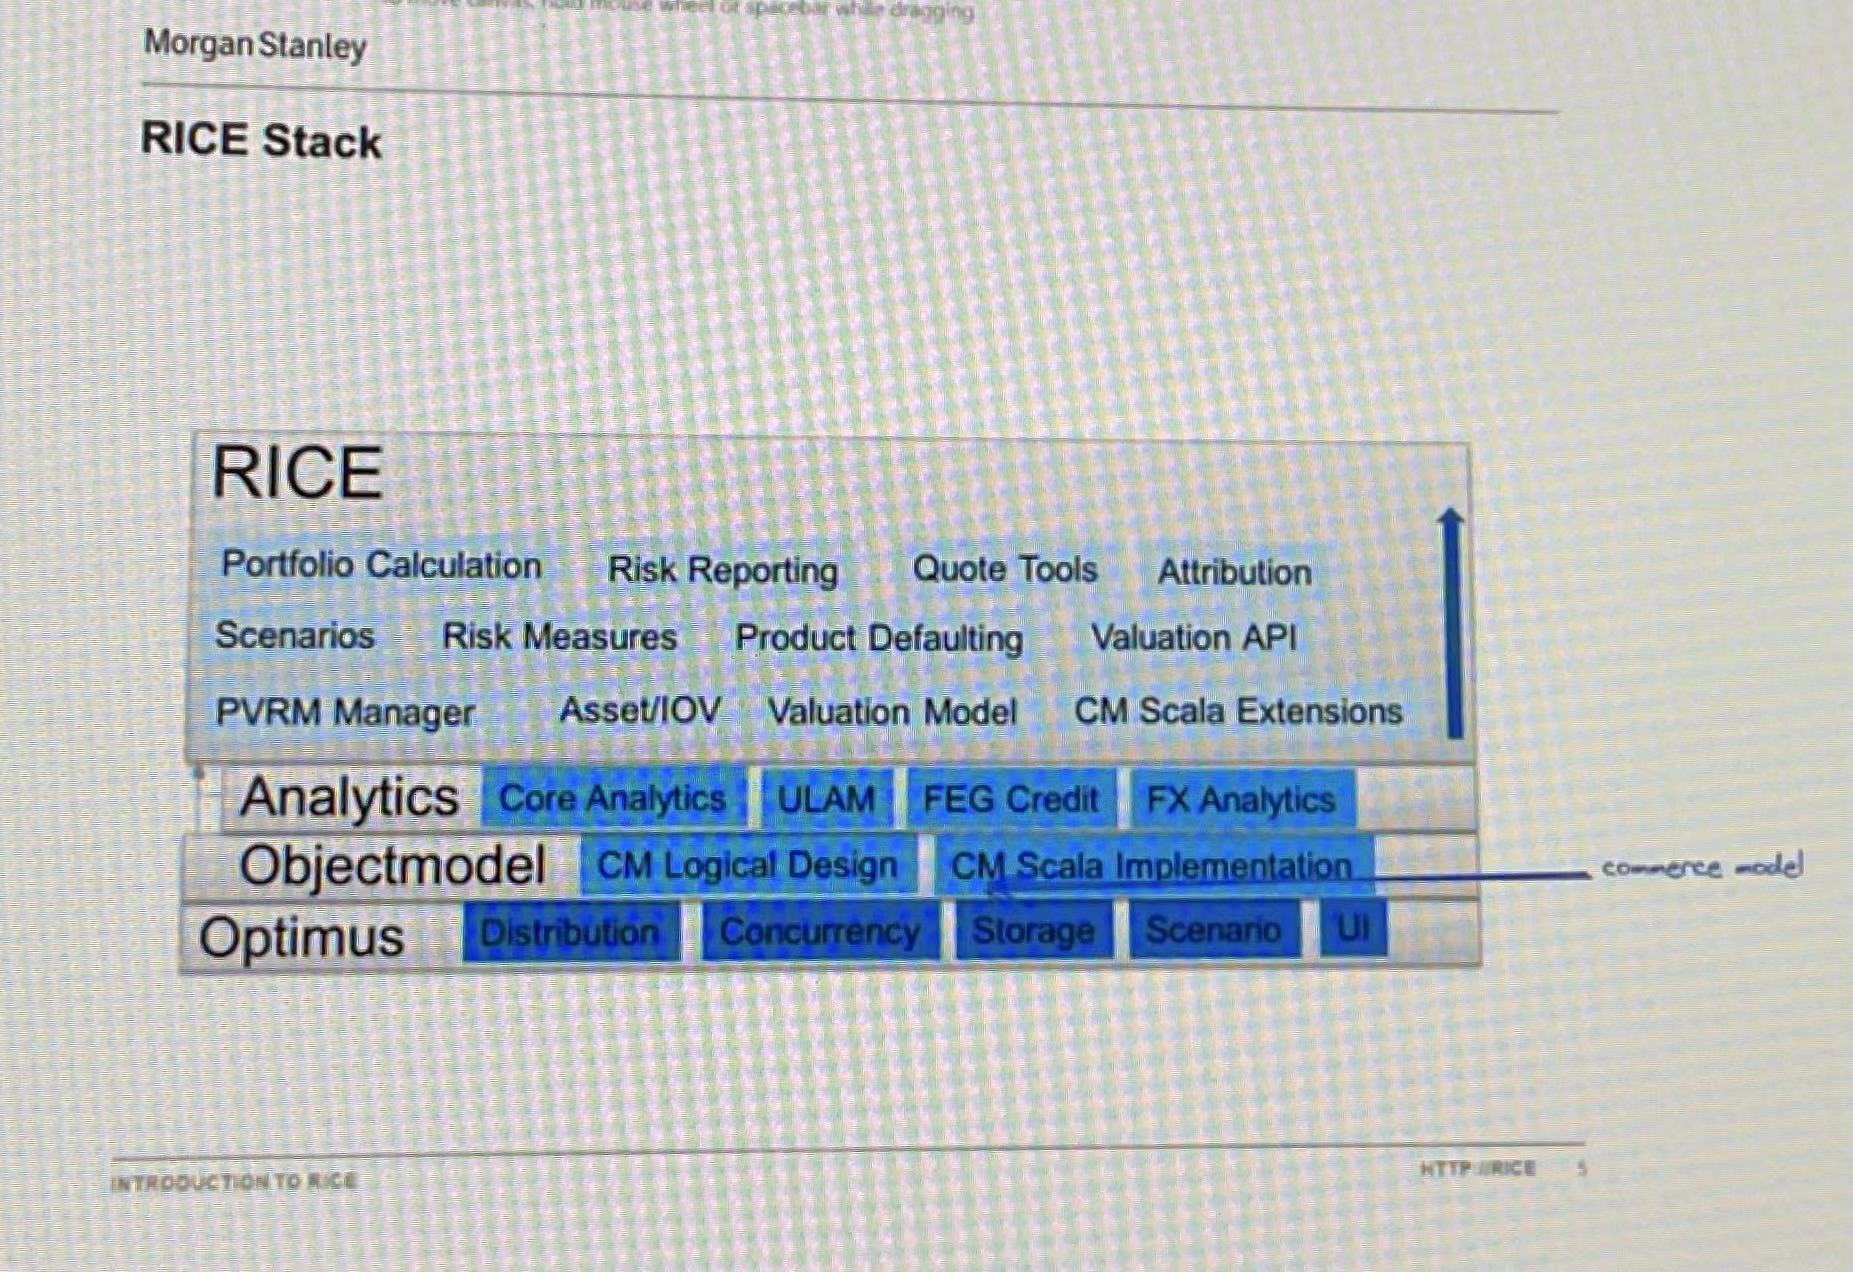 to move canvas, hold mouse wheel or spacebar while dragging
Morgan Stanley
RICE Stack
RICE
Portfolio Calculation Risk Reporting Quote Tools Attribution
Scenarios Risk Measures Product Defaulting Valuation API
PVRM Manager Asset/IOV Valuation Model CM Scala Extensions
Analytics Core Analytics ULAM FEG Credit FX Analytics
Objectmodel CM Logical Design CM Scala Implementation commerce model
Optimus Distribution Concurrency Storage Scenario UI
INTRODUCTION TO RICE HTTP://RICE 5